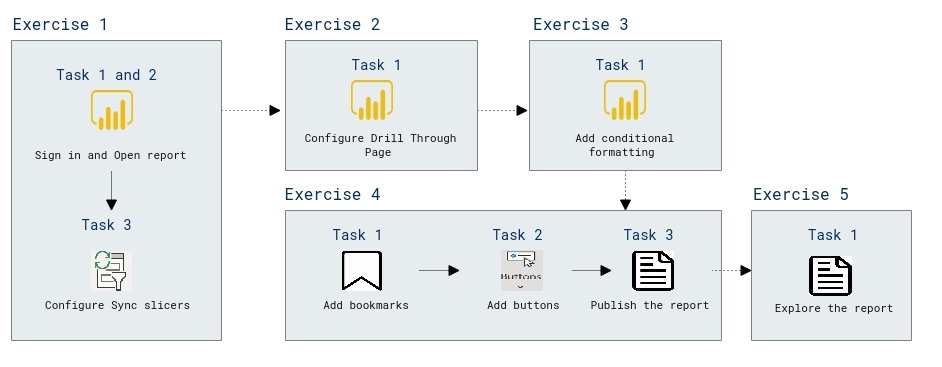 Exercise 1
Task 1 and 2
Sign in and Open report
Task 3
Configure Sync slicers
Exercise 2
Task 1
Configure Drill Through
Page
Exercise 3
Task 1
Add conditional
formatting
Exercise 4
Task 1
Add bookmarks
Task 2
Buttons
Add buttons
Task 3
Publish the report
Exercise 5
Task 1
Explore the report